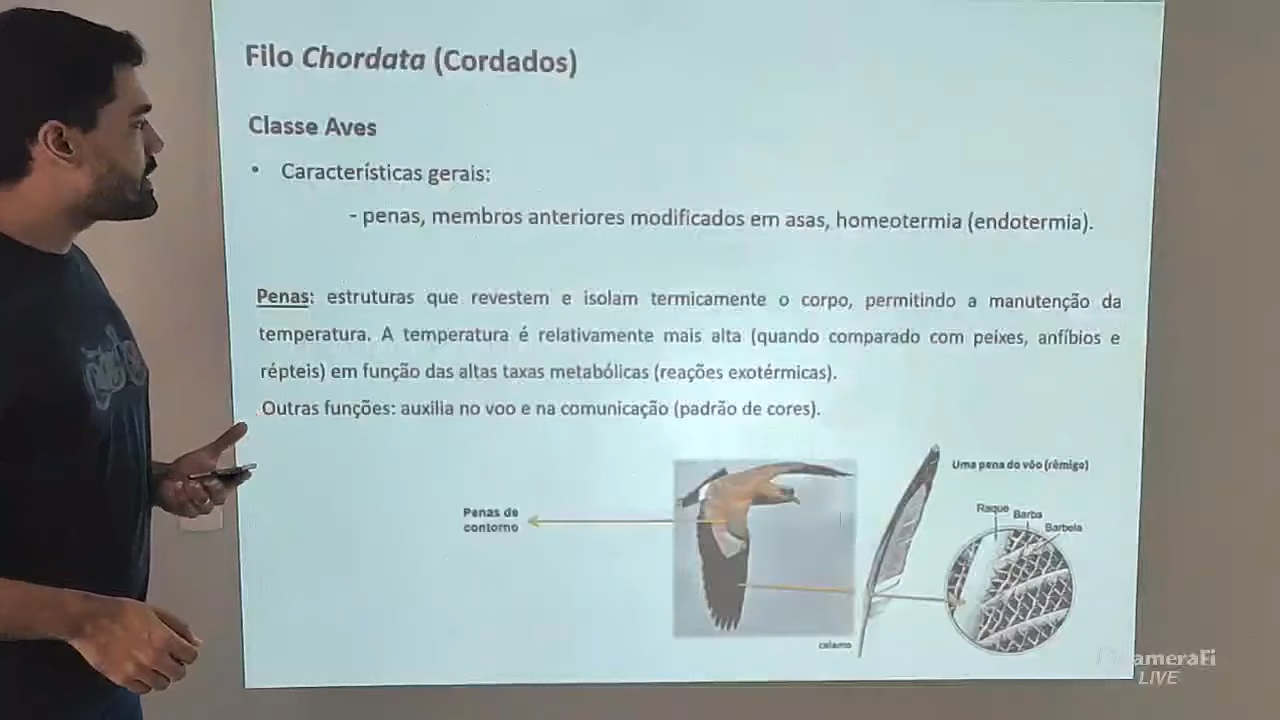 Filo Chordata (Cordados)
Classe Aves
• Características gerais:
- penas, membros anteriores modificados em asas, homeotermia (endotermia).
Penas: estruturas que revestem e isolam termicamente o corpo, permitindo a manutenção da
temperatura. A temperatura é relativamente mais alta (quando comparado com peixes, anfíbios e
répteis) em função das altas taxas metabólicas (reações exotérmicas).
Outras funções: auxilia no voo e na comunicação (padrão de cores).
Uma pena do vôo (rêmige)
Penas de
contorno
Raque
Barba
Barbela
calamo
LIVE